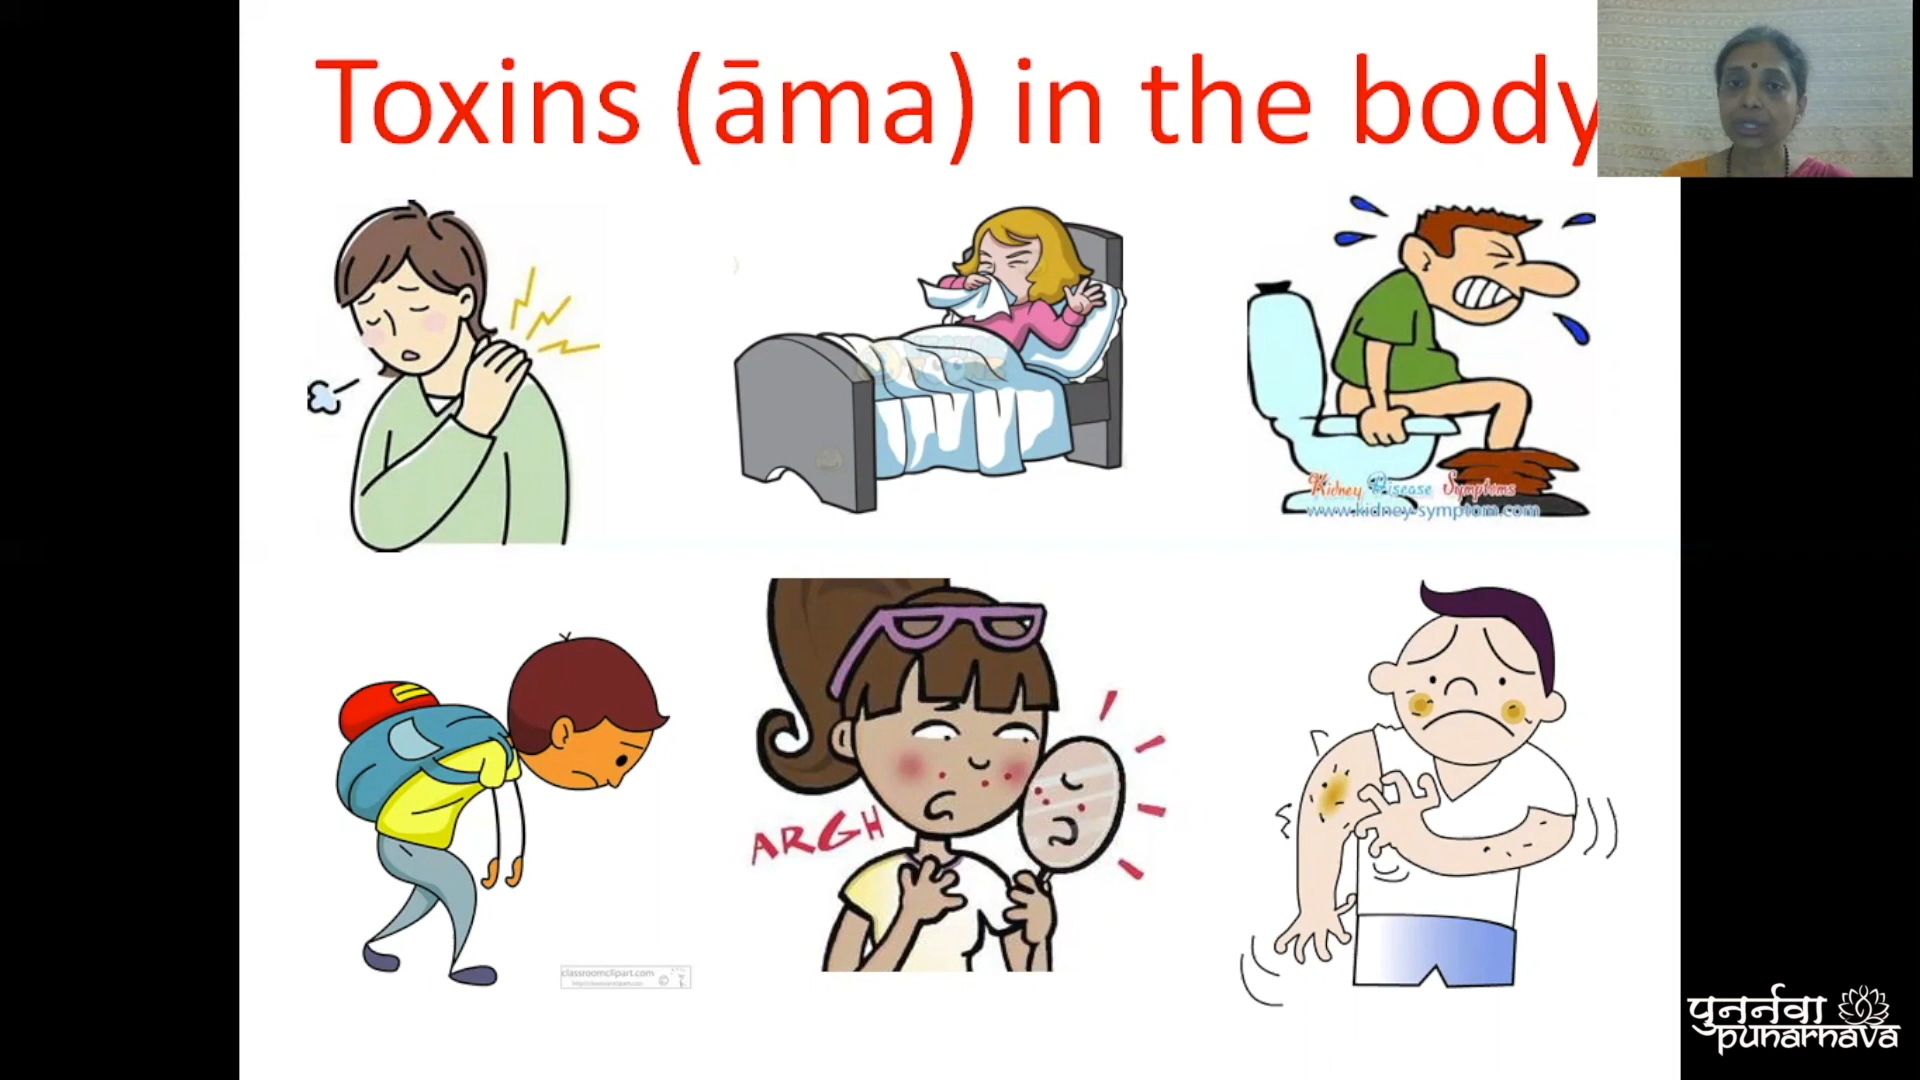 Toxins (āma) in the body
Kidney Disease Symptoms
www.kidney-symptom.com
ARGH
classroomclipart.com
पुनर्नवा
punarnava